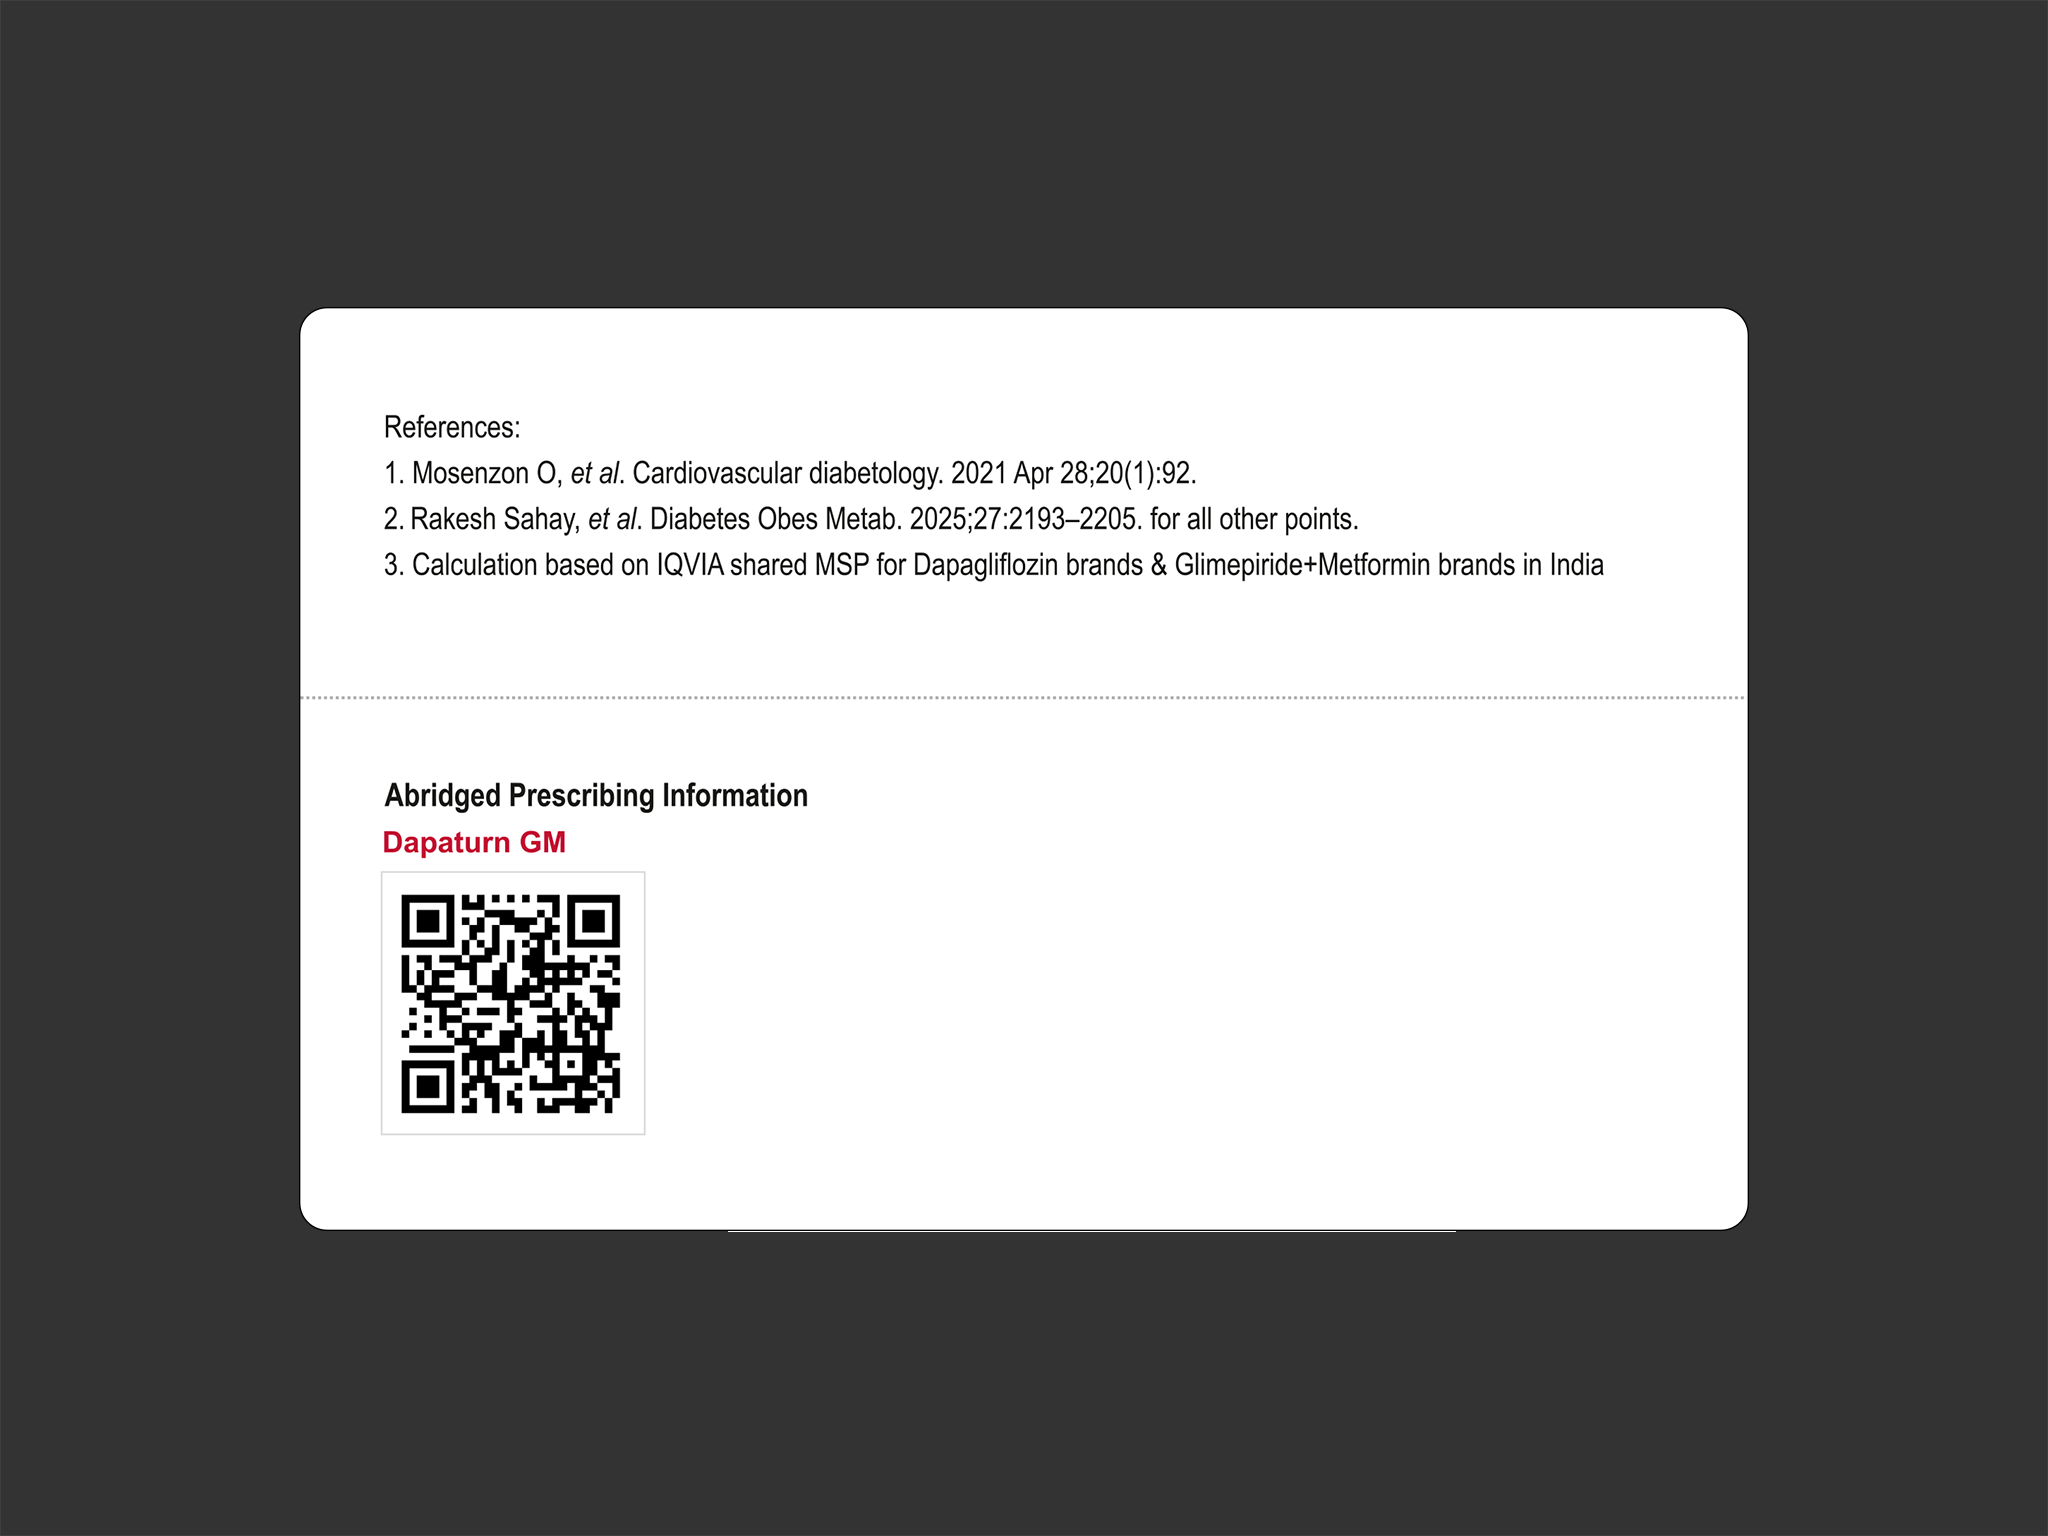 References:
1. Mosenzon O, et al. Cardiovascular diabetology. 2021 Apr 28;20(1):92.
2. Rakesh Sahay, et al. Diabetes Obes Metab. 2025;27:2193–2205. for all other points.
3. Calculation based on IQVIA shared MSP for Dapagliflozin brands & Glimepiride+Metformin brands in India
Abridged Prescribing Information
Dapaturn GM